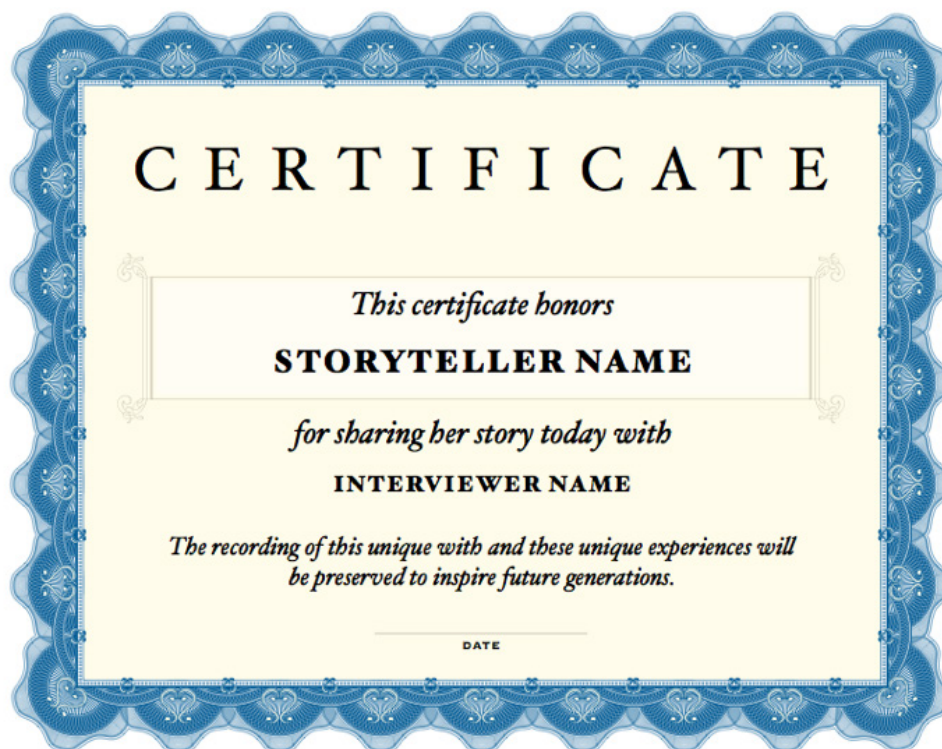 CERTIFICATE
This certificate honors
STORYTELLER NAME
for sharing her story today with
INTERVIEWER NAME
The recording of this unique with and these unique experiences will
be preserved to inspire future generations.
DATE